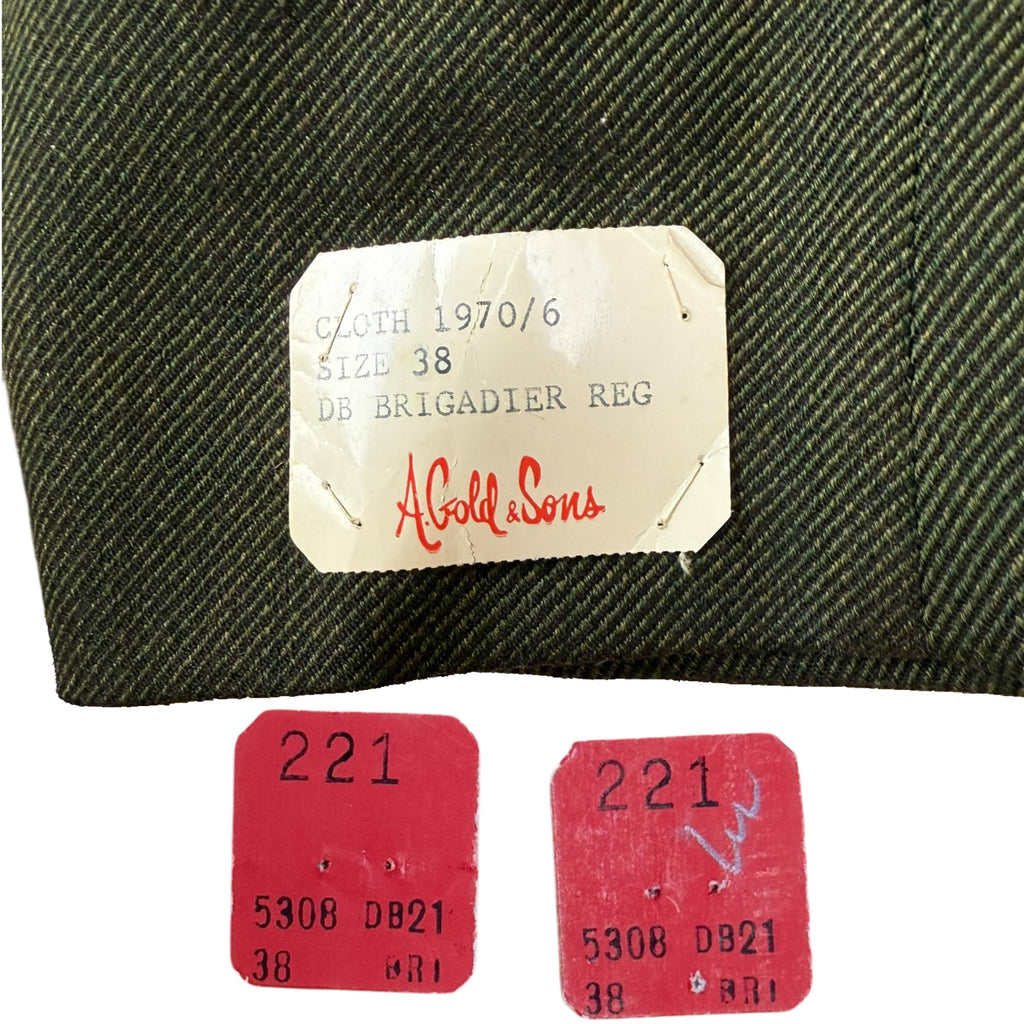 CLOTH 1970/6
SIZE 38
DB BRIGADIER REG
A. Gold & Sons
221
5308 DB21
38 BRI
221
5308 DB21
38 BRI